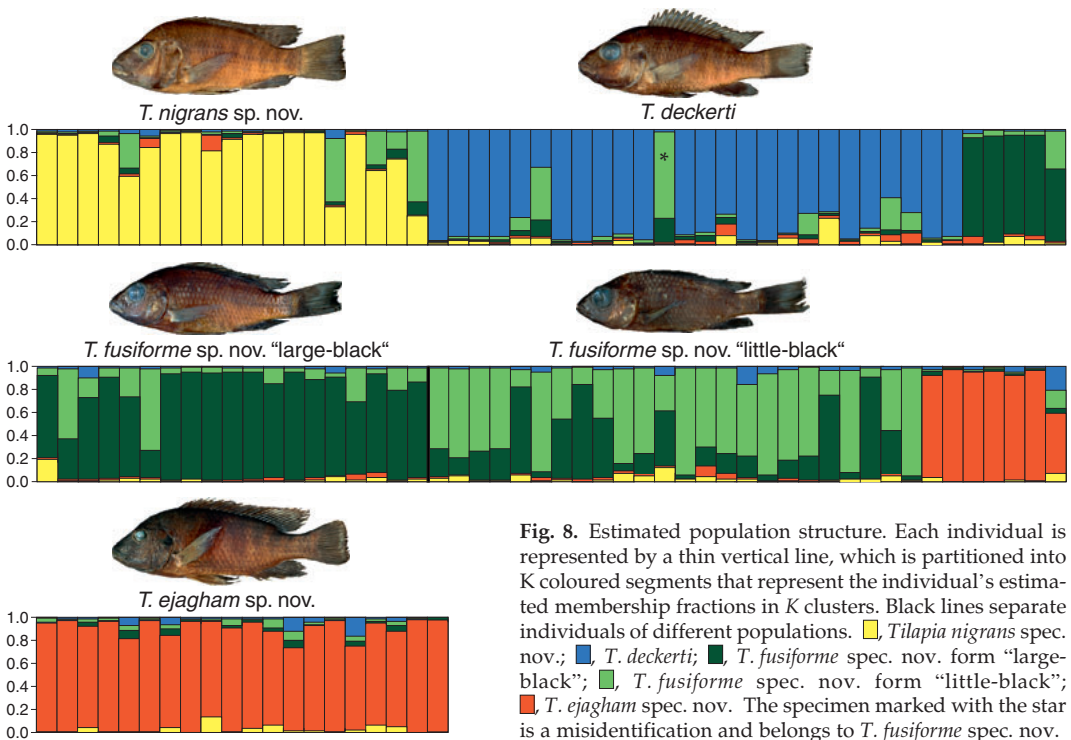 T. nigrans sp. nov.
T. deckerti
1.0
0.8
0.6
0.4
0.2
0.0
*
T. fusiforme sp. nov. “large-black“
T. fusiforme sp. nov. “little-black“
1.0
0.8
0.6
0.4
0.2
0.0
T. ejagham sp. nov.
1.0
0.8
0.6
0.4
0.2
0.0
Fig. 8. Estimated population structure. Each individual is
represented by a thin vertical line, which is partitioned into
K coloured segments that represent the individual’s estima-
ted membership fractions in K clusters. Black lines separate
individuals of different populations. , Tilapia nigrans spec.
nov.; , T. deckerti; , T. fusiforme spec. nov. form “large-
black”; , T. fusiforme spec. nov. form “little-black”;
, T. ejagham spec. nov. The specimen marked with the star
is a misidentification and belongs to T. fusiforme spec. nov.